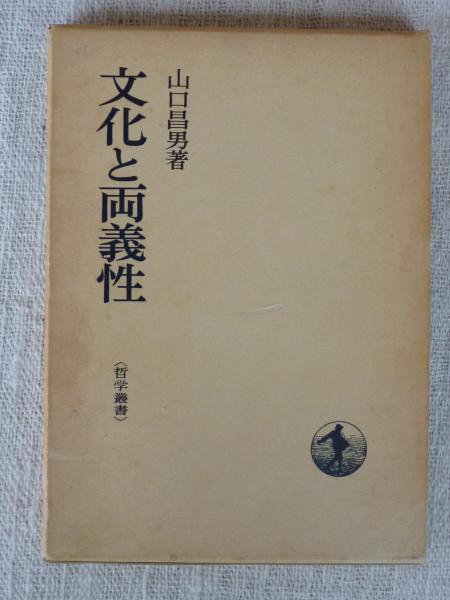 山口昌男著
文化と両義性
〈哲学叢書〉